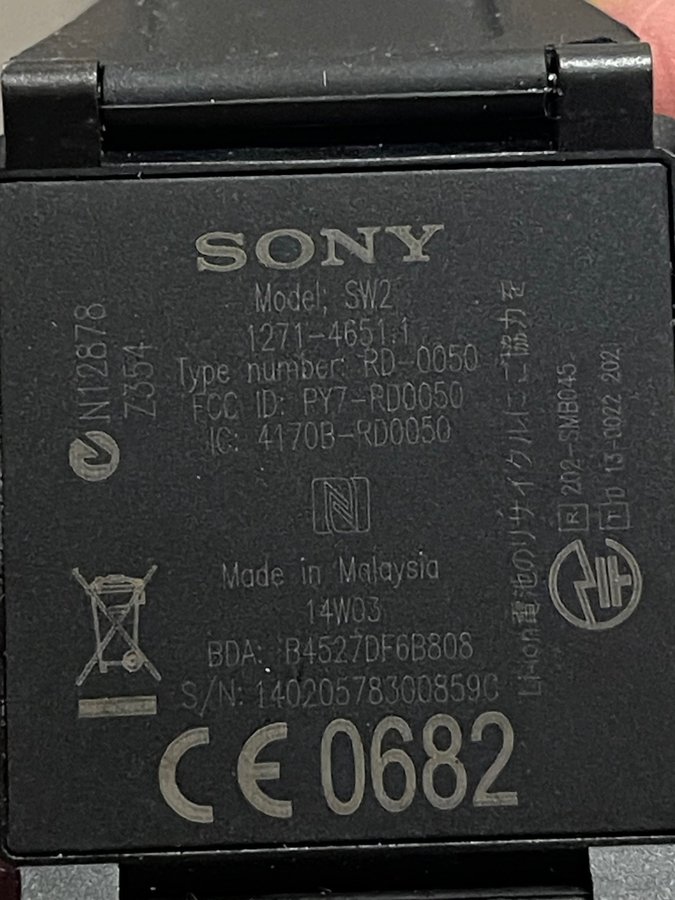 SONY
Model; SW2
1271-4651.1
Type number: RD-0050
FCC ID: PY7-RD0050
IC: 4170B-RD0050
N12878
Z354
Made in Malaysia
14W03
BDA: B4527DF6B808
S/N: 14020578300859C
CE 0682
Li-ion電池のリサイクルにご協力を
R 202-SMB045
T D 13-0022 202